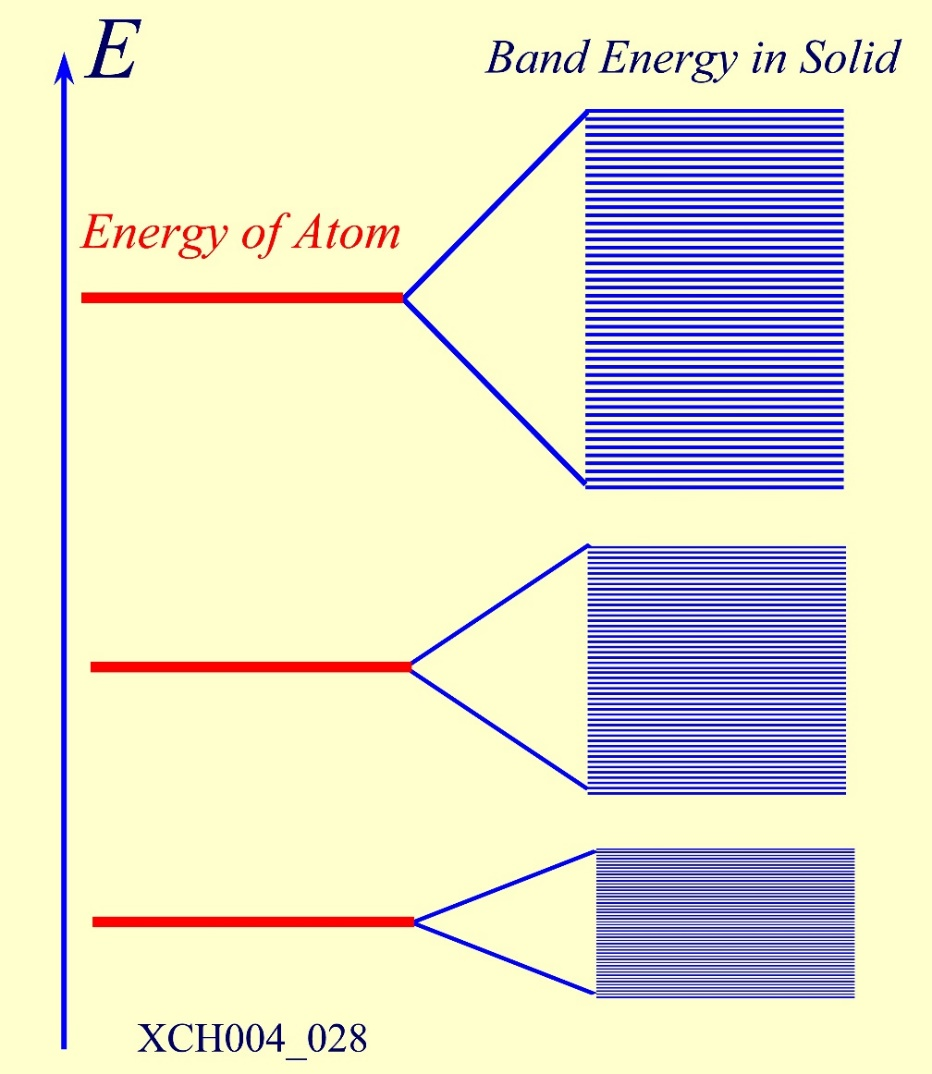 E
Band Energy in Solid
Energy of Atom
XCH004_028